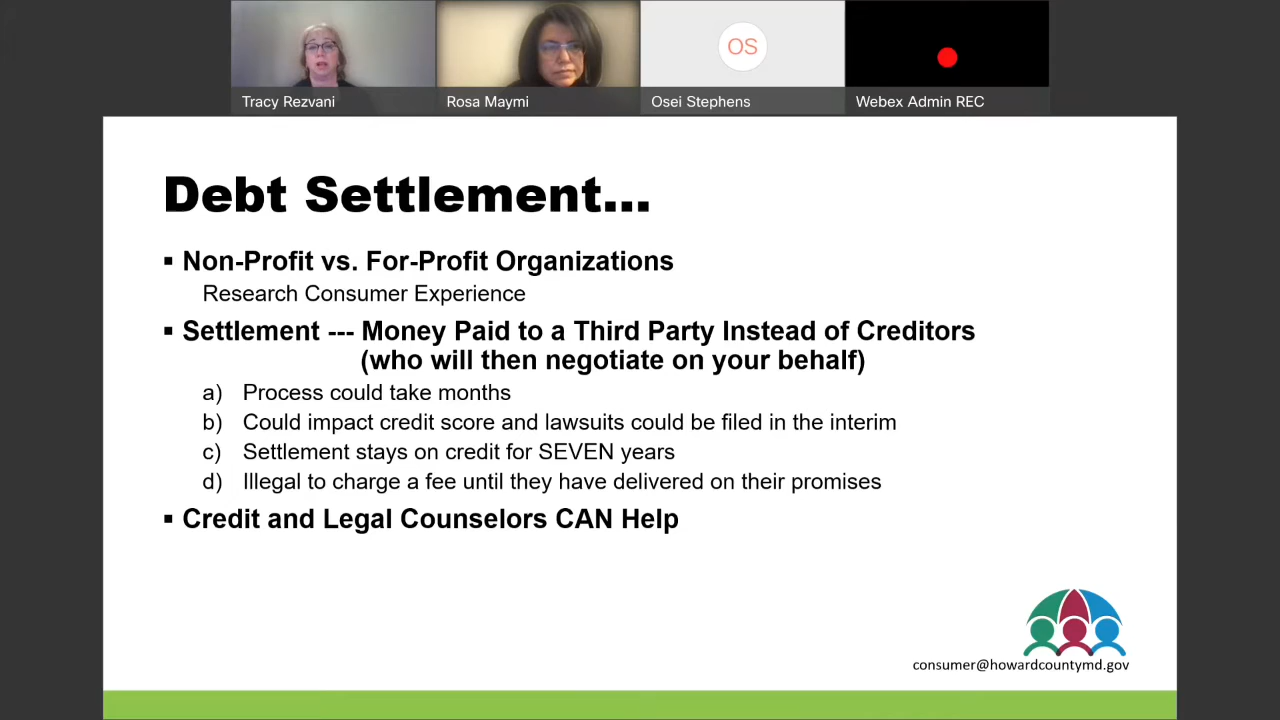 OS
Tracy Rezvani
Rosa Maymi
Osei Stephens
Webex Admin REC
Debt Settlement...
▪ Non-Profit vs. For-Profit Organizations
Research Consumer Experience
▪ Settlement --- Money Paid to a Third Party Instead of Creditors
(who will then negotiate on your behalf)
a) Process could take months
b) Could impact credit score and lawsuits could be filed in the interim
c) Settlement stays on credit for SEVEN years
d) Illegal to charge a fee until they have delivered on their promises
▪ Credit and Legal Counselors CAN Help
consumer@howardcountymd.gov